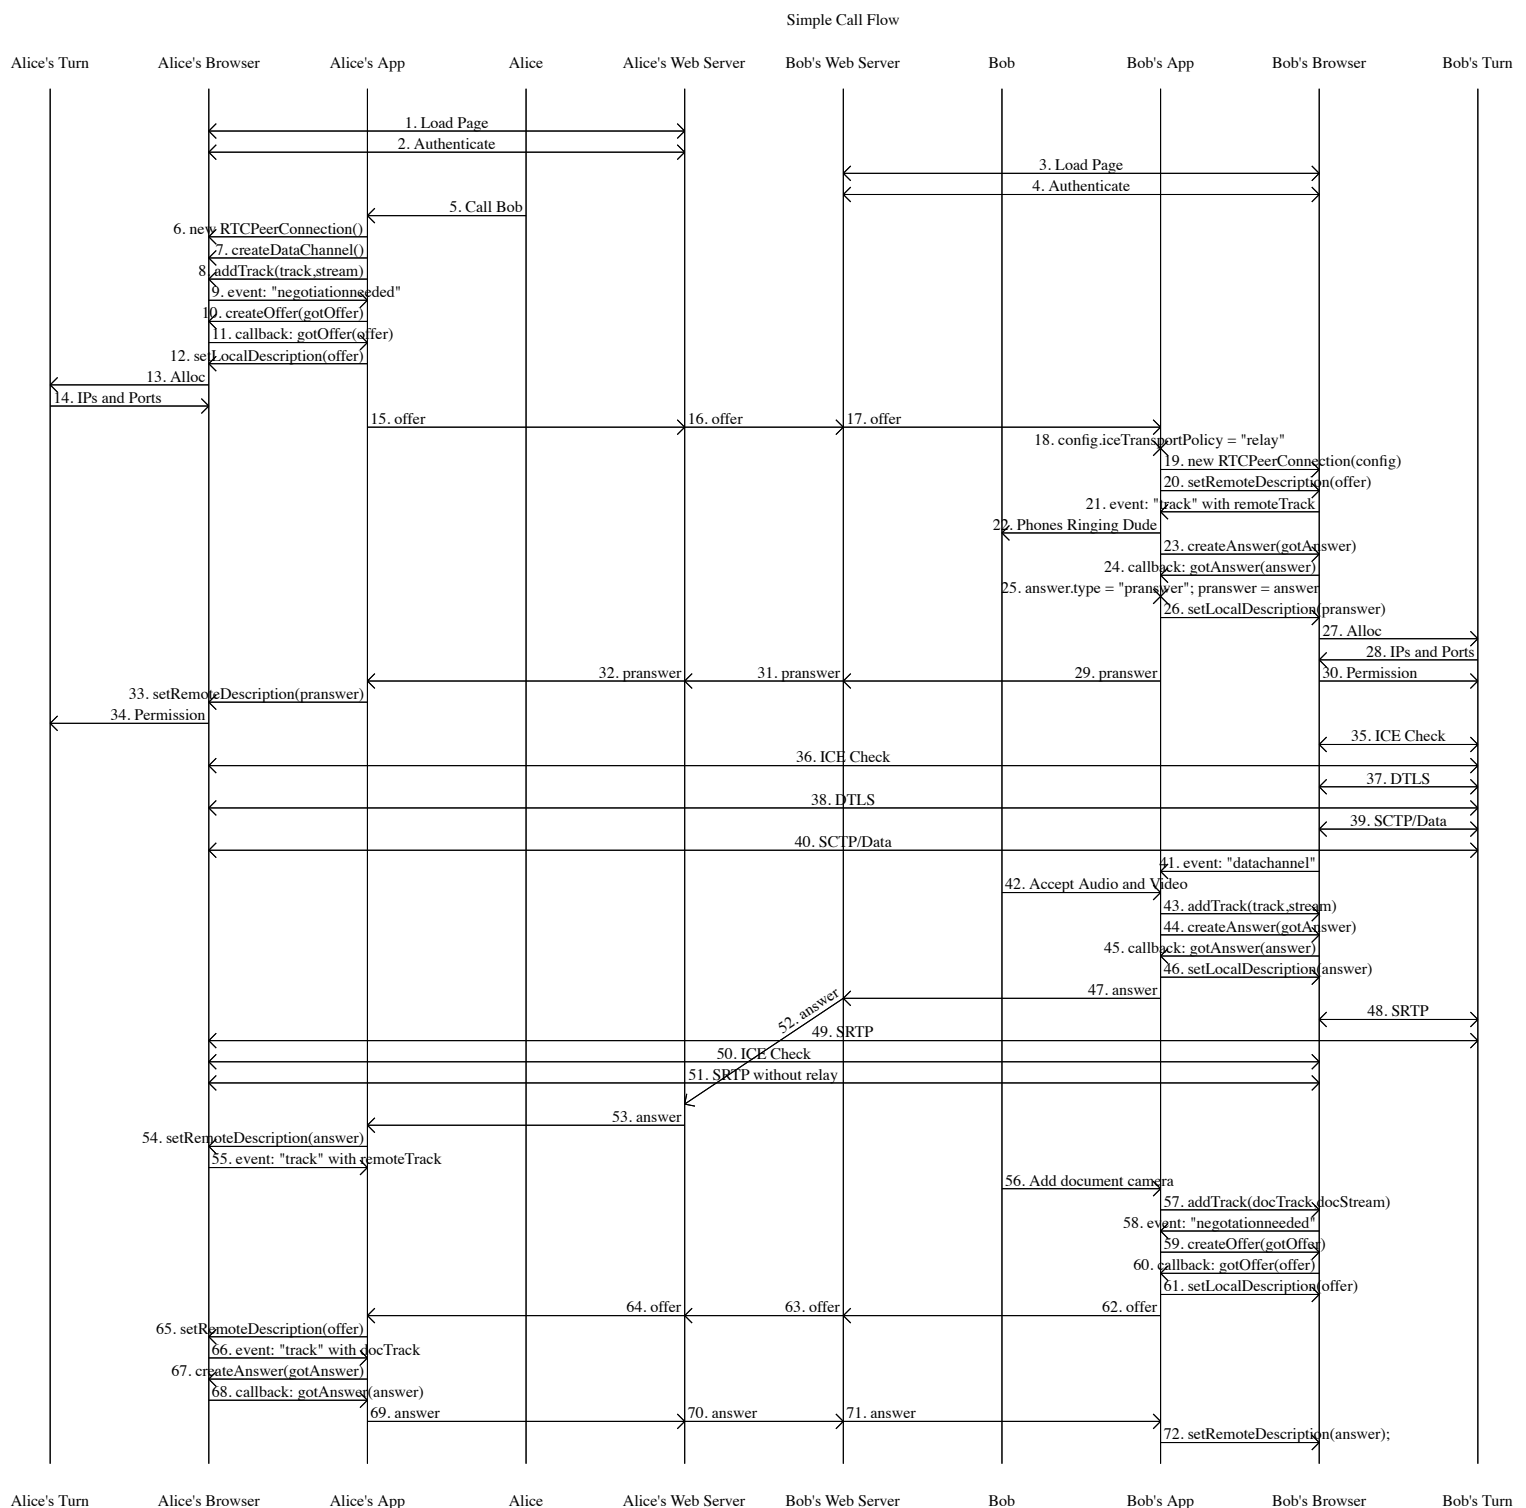 Simple Call Flow
Alice's Turn Alice's Browser Alice's App Alice Alice's Web Server Bob's Web Server Bob Bob's App Bob's Browser Bob's Turn
1. Load Page
2. Authenticate
3. Load Page
4. Authenticate
5. Call Bob
6. new RTCPeerConnection()
7. createDataChannel()
8. addTrack(track,stream)
9. event: "negotiationneeded"
10. createOffer(gotOffer)
11. callback: gotOffer(offer)
12. setLocalDescription(offer)
13. Alloc
14. IPs and Ports
15. offer 16. offer 17. offer
18. config.iceTransportPolicy = "relay"
19. new RTCPeerConnection(config)
20. setRemoteDescription(offer)
21. event: "track" with remoteTrack
22. Phones Ringing Dude
23. createAnswer(gotAnswer)
24. callback: gotAnswer(answer)
25. answer.type = "pranswer"; pranswer = answer
26. setLocalDescription(pranswer)
27. Alloc
28. IPs and Ports
32. pranswer 31. pranswer 29. pranswer 30. Permission
33. setRemoteDescription(pranswer)
34. Permission
35. ICE Check
36. ICE Check
37. DTLS
38. DTLS
39. SCTP/Data
40. SCTP/Data
41. event: "datachannel"
42. Accept Audio and Video
43. addTrack(track,stream)
44. createAnswer(gotAnswer)
45. callback: gotAnswer(answer)
46. setLocalDescription(answer)
47. answer
48. SRTP
52. answer
49. SRTP
50. ICE Check
51. SRTP without relay
53. answer
54. setRemoteDescription(answer)
55. event: "track" with remoteTrack
56. Add document camera
57. addTrack(docTrack,docStream)
58. event: "negotationneeded"
59. createOffer(gotOffer)
60. callback: gotOffer(offer)
61. setLocalDescription(offer)
64. offer 63. offer 62. offer
65. setRemoteDescription(offer)
66. event: "track" with docTrack
67. createAnswer(gotAnswer)
68. callback: gotAnswer(answer)
69. answer 70. answer 71. answer
72. setRemoteDescription(answer);
Alice's Turn Alice's Browser Alice's App Alice Alice's Web Server Bob's Web Server Bob Bob's App Bob's Browser Bob's Turn